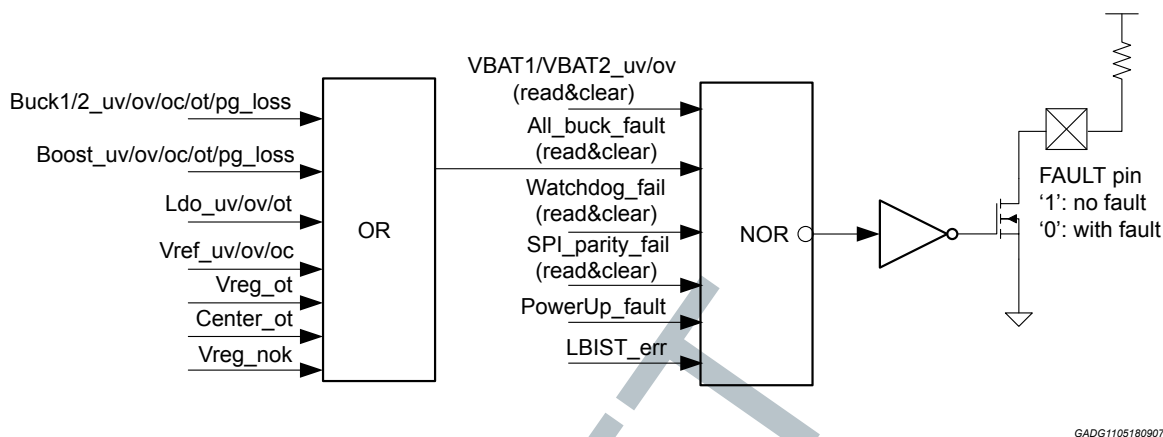 Buck1/2_uv/ov/oc/ot/pg_loss
Boost_uv/ov/oc/ot/pg_loss
Ldo_uv/ov/ot
Vref_uv/ov/oc
Vreg_ot
Center_ot
Vreg_nok
OR
VBAT1/VBAT2_uv/ov
(read&clear)
All_buck_fault
(read&clear)
Watchdog_fail
(read&clear)
SPI_parity_fail
(read&clear)
PowerUp_fault
LBIST_err
NOR
FAULT pin
‘1’: no fault
‘0’: with fault
GADG1105180907